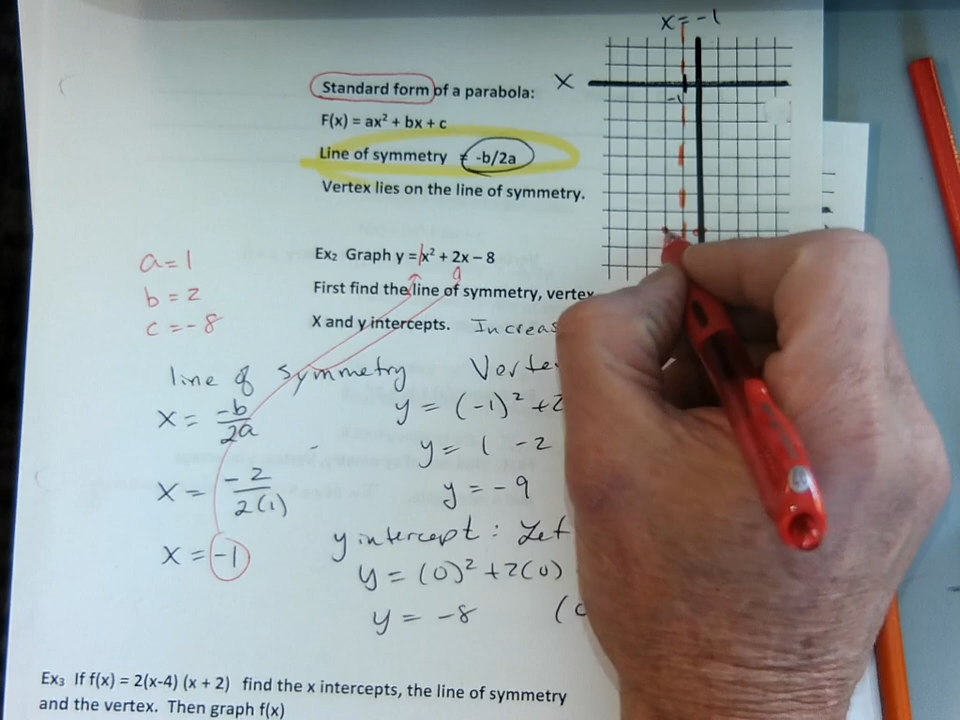 x = -1
Standard form of a parabola:
X
F(x) = ax² + bx + c
-1
Line of symmetry = -b/2a
Vertex lies on the line of symmetry.
Ex₂ Graph y = 1x² + 2x – 8
a = 1
b = 2
c = -8
First find the line of symmetry, vertex
X and y intercepts. Increas
line of symmetry
x = -b/2a
x = -2/2(1)
x = -1
Vertex
y = (-1)² + 2
y = 1 - 2
y = -9
y intercept : Let
y = (0)² + 2(0)
y = -8 (
Ex₃ If f(x) = 2(x-4) (x + 2) find the x intercepts, the line of symmetry
and the vertex. Then graph f(x)